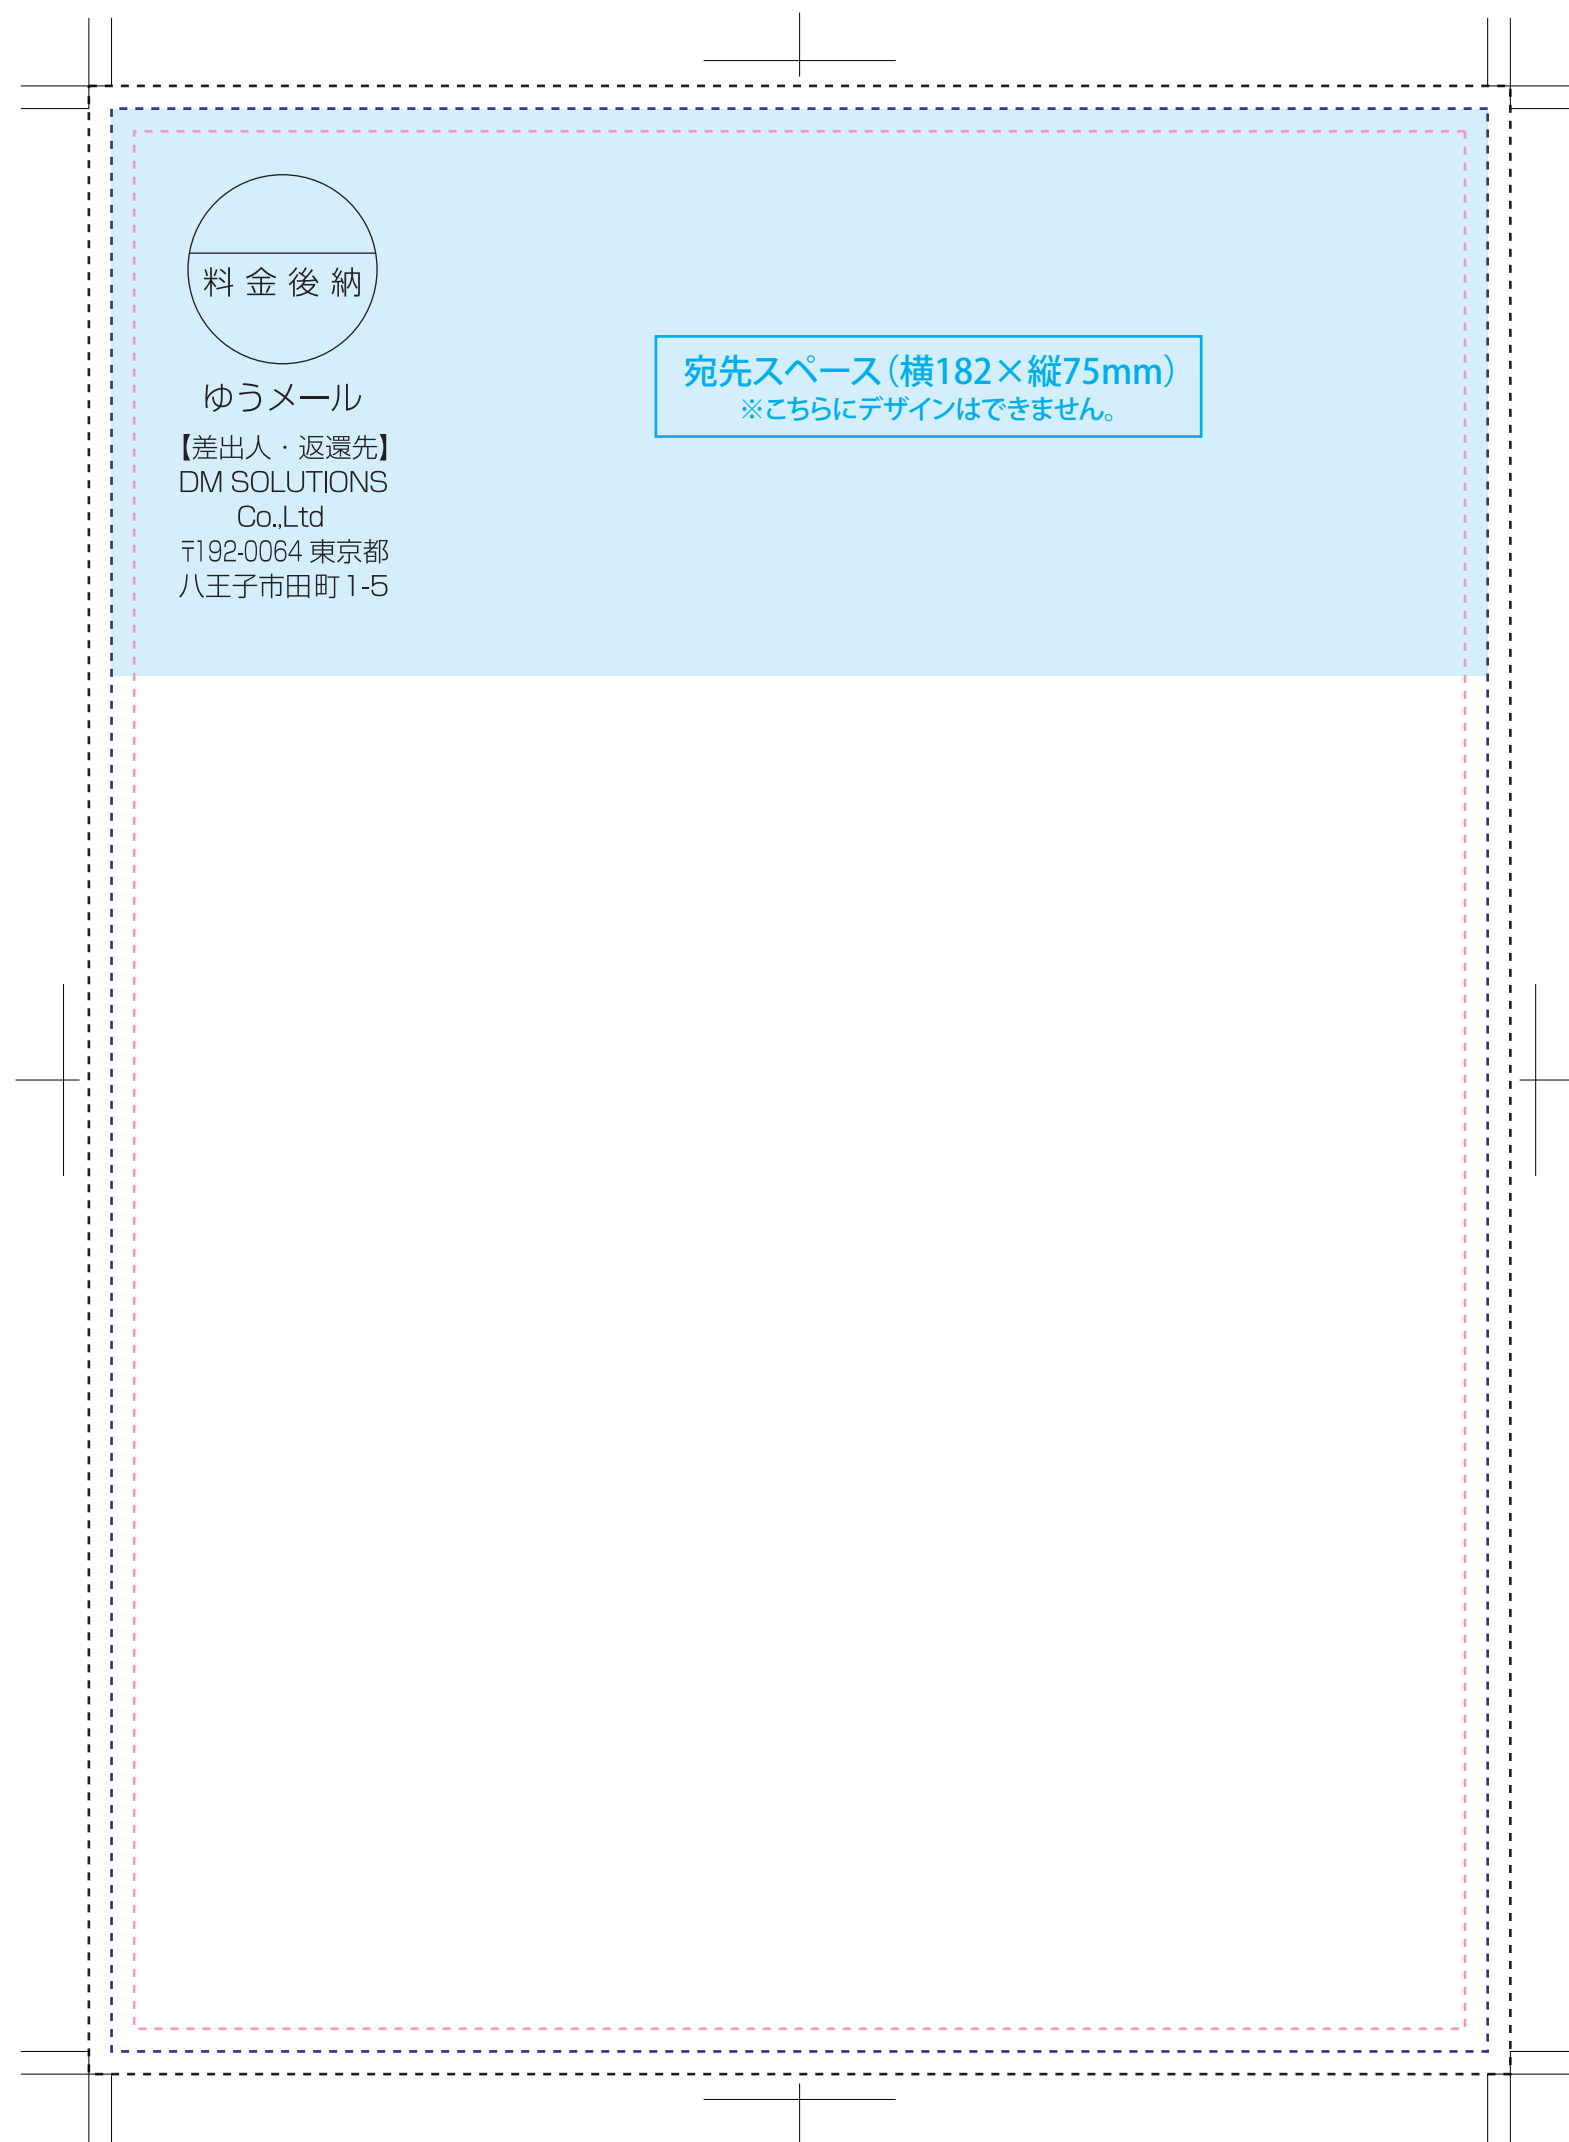 料金後納
ゆうメール
【差出人・返還先】
DM SOLUTIONS
Co.,Ltd
〒192-0064 東京都
八王子市田町1-5
宛先スペース（横182×縦75mm）
※こちらにデザインはできません。